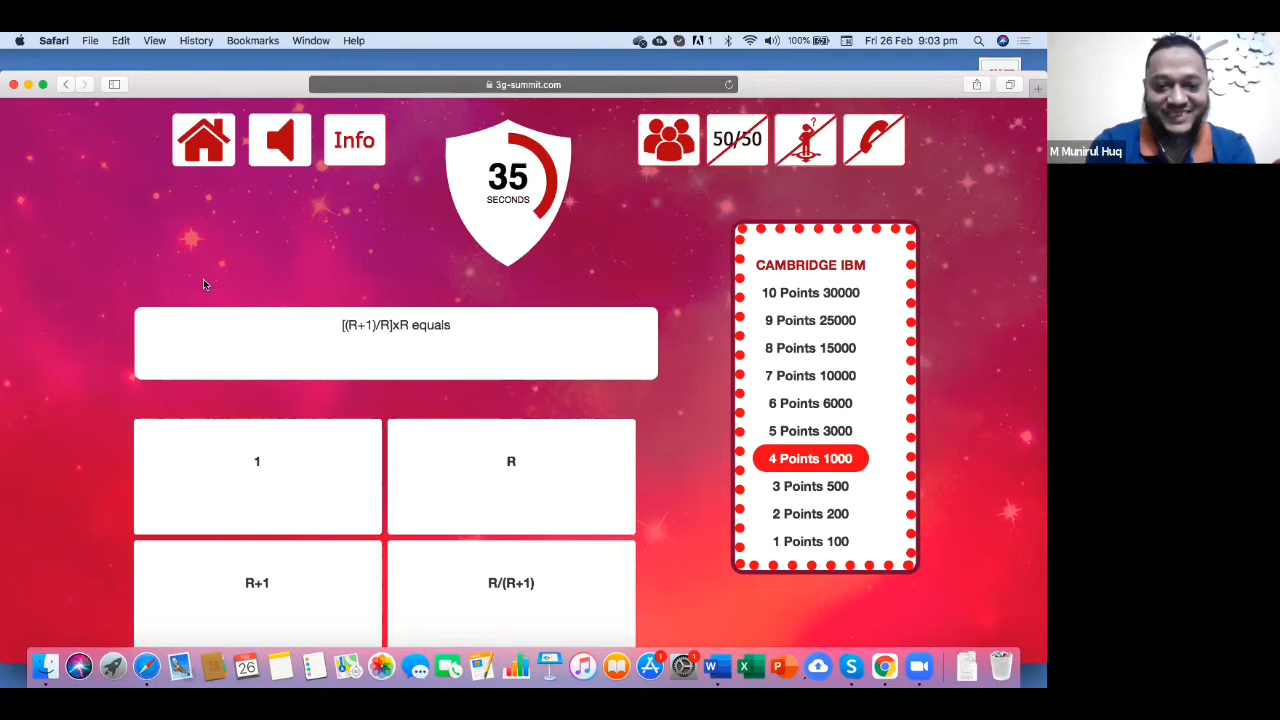 Safari File Edit View History Bookmarks Window Help
1 100% Fri 26 Feb 9:03 pm
3g-summit.com
Info
50/50
?
35
SECONDS
M Munirul Huq
[(R+1)/R]xR equals
1
R
R+1
R/(R+1)
CAMBRIDGE IBM
10 Points 30000
9 Points 25000
8 Points 15000
7 Points 10000
6 Points 6000
5 Points 3000
4 Points 1000
3 Points 500
2 Points 200
1 Points 100
26
1
1